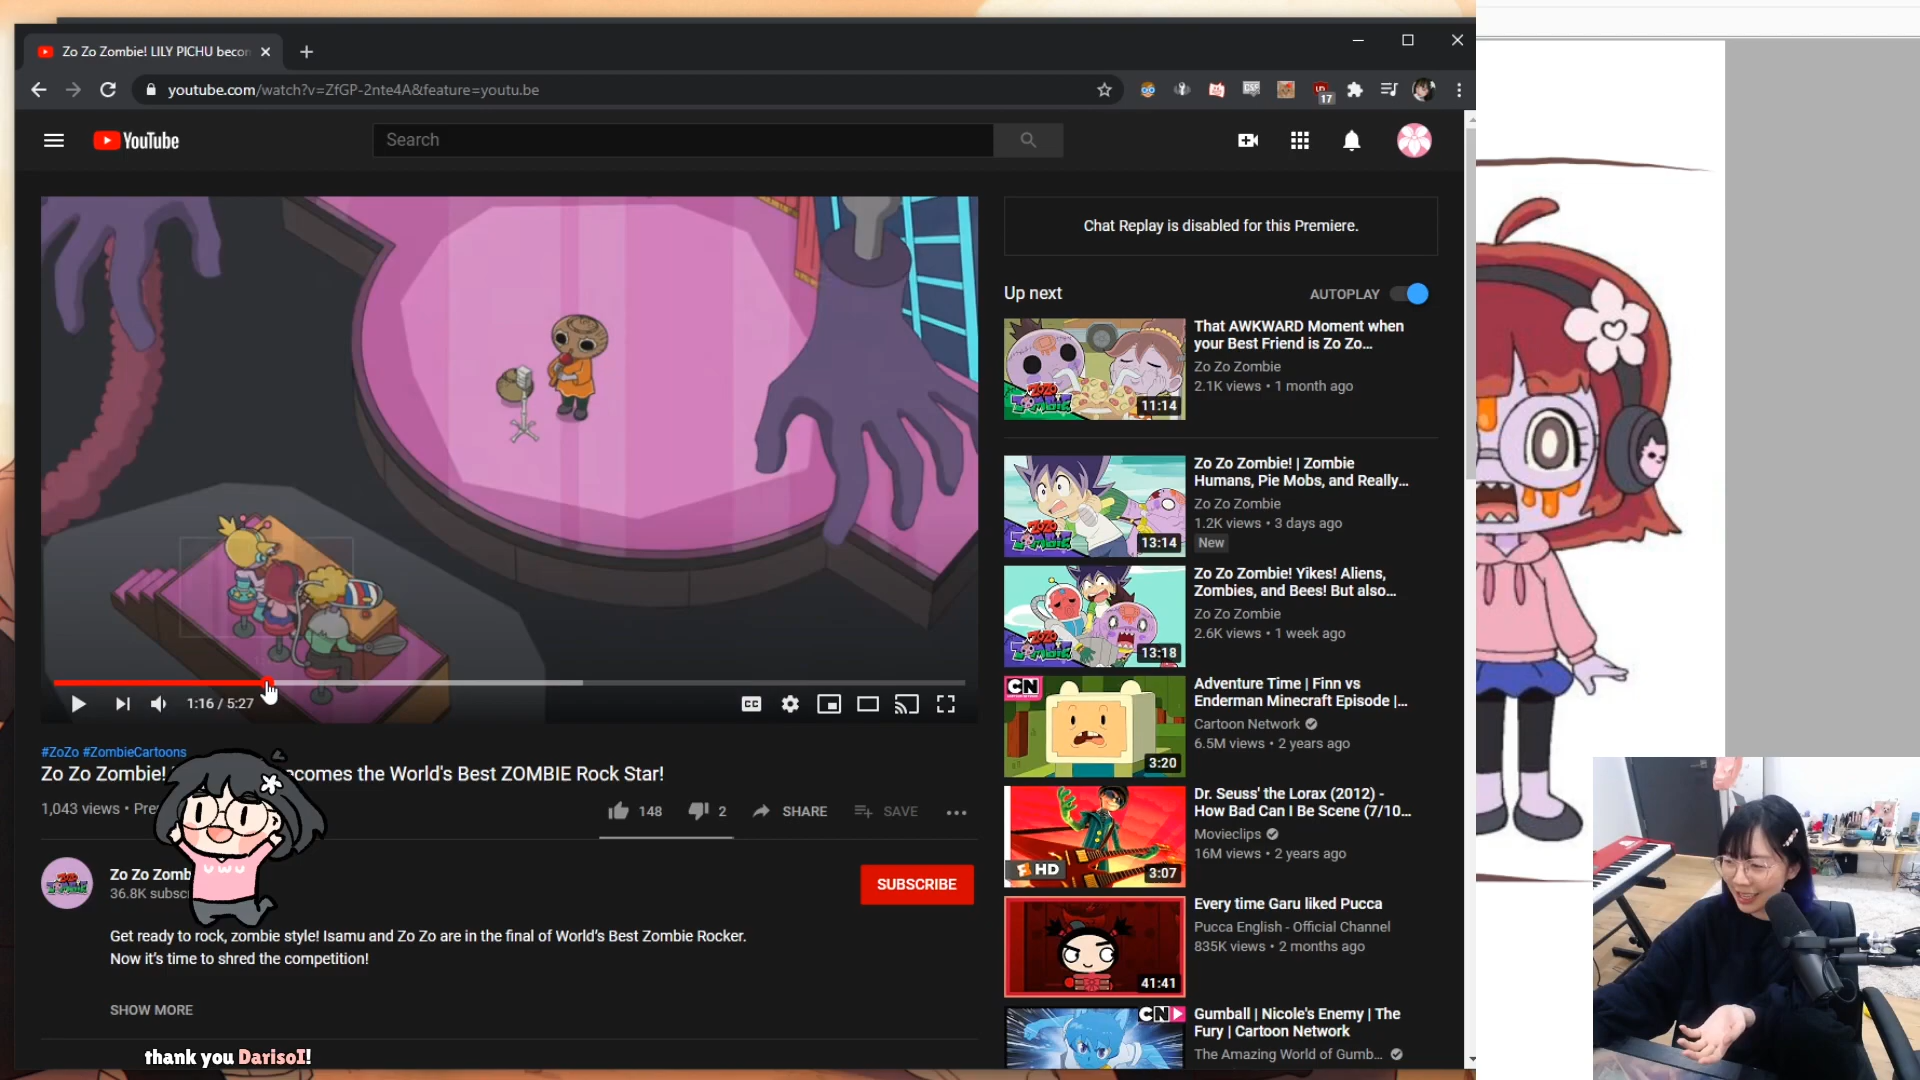 Zo Zo Zombie! LILY PICHU becon
youtube.com/watch?v=ZfGP-2nte4A&feature=youtu.be
17
YouTube
Search
Chat Replay is disabled for this Premiere.
Up next
AUTOPLAY
That AWKWARD Moment when
your Best Friend is Zo Zo...
Zo Zo Zombie
2.1K views • 1 month ago
11:14
Zo Zo Zombie! | Zombie
Humans, Pie Mobs, and Really...
Zo Zo Zombie
1.2K views • 3 days ago
New
13:14
Zo Zo Zombie! Yikes! Aliens,
Zombies, and Bees! But also...
Zo Zo Zombie
2.6K views • 1 week ago
13:18
CN
Adventure Time | Finn vs
Enderman Minecraft Episode |...
Cartoon Network
6.5M views • 2 years ago
3:20
Dr. Seuss' the Lorax (2012) -
How Bad Can I Be Scene (7/10...
Movieclips
16M views • 2 years ago
HD
3:07
Every time Garu liked Pucca
Pucca English - Official Channel
835K views • 2 months ago
41:41
CN
Gumball | Nicole's Enemy | The
Fury | Cartoon Network
The Amazing World of Gumb...
1:16 / 5:27
CC
#ZoZo #ZombieCartoons
Zo Zo Zombie! ecomes the World's Best ZOMBIE Rock Star!
1,043 views • Pre
148
2
SHARE
SAVE
Zo Zo Zomb
36.8K subsc
SUBSCRIBE
uwu
Get ready to rock, zombie style! Isamu and Zo Zo are in the final of World's Best Zombie Rocker.
Now it's time to shred the competition!
SHOW MORE
thank you DarisoI!